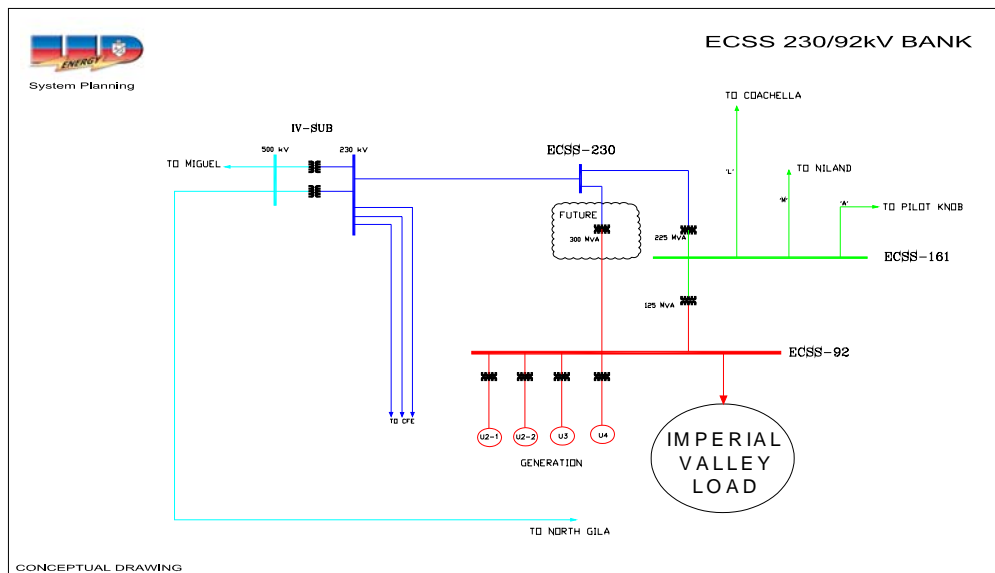 IID
ENERGY
System Planning
ECSS 230/92kV BANK
TO COACHELLA
IV-SUB
500 kV
230 kV
ECSS-230
TO MIGUEL
'L'
TO NILAND
'M'
'A'
TO PILOT KNOB
FUTURE
300 MVA
225 MVA
ECSS-161
125 MVA
ECSS-92
TO CFE
U2-1
U2-2
U3
U4
GENERATION
IMPERIAL
VALLEY
LOAD
TO NORTH GILA
CONCEPTUAL DRAWING